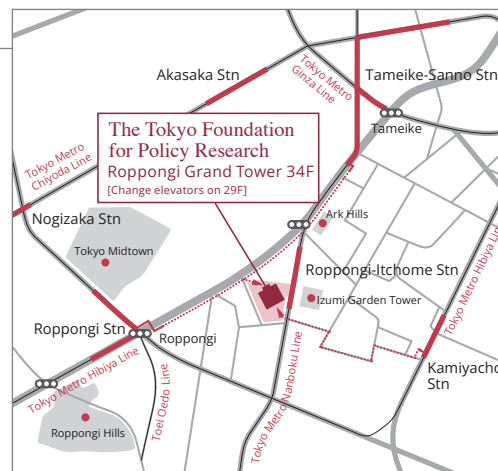 Akasaka Stn
Tokyo Metro
Ginza Line
Tameike-Sanno Stn
Tameike
The Tokyo Foundation
for Policy Research
Roppongi Grand Tower 34F
[Change elevators on 29F]
Tokyo Metro
Chiyoda Line
Nogizaka Stn
Tokyo Midtown
Ark Hills
Roppongi-Itchome Stn
Izumi Garden Tower
Tokyo Metro Hibiya Line
Roppongi Stn
Roppongi
Tokyo Metro Hibiya Line
Toei Oedo Line
Tokyo Metro Nanboku Line
Kamiyacho
Stn
Roppongi Hills